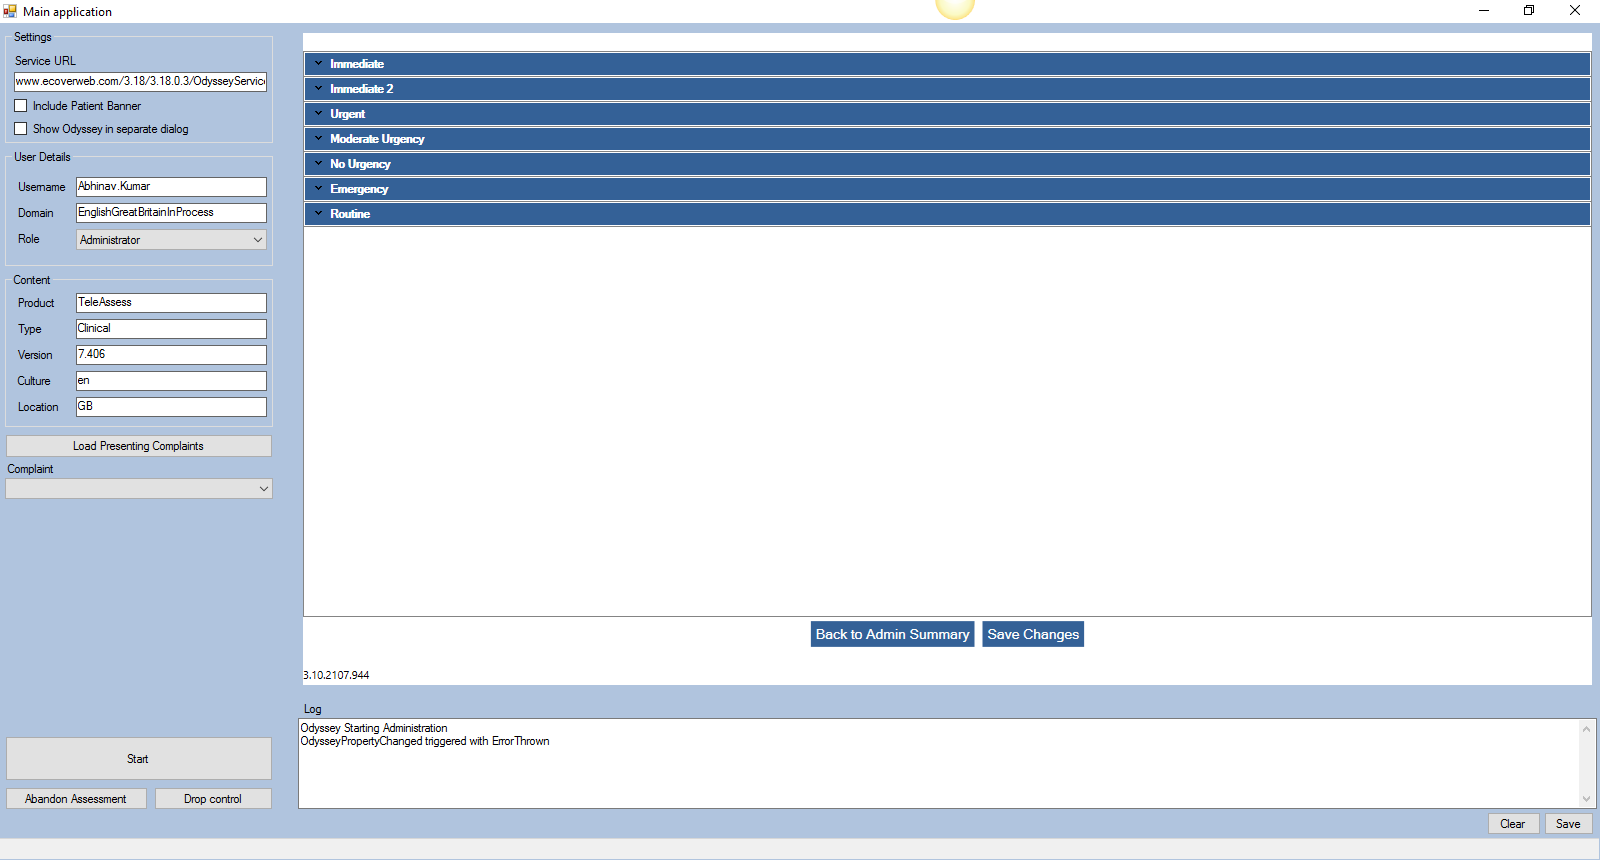 Main application
Settings
Service URL
www.ecoverweb.com/3.18/3.18.0.3/OdysseyService
Include Patient Banner
Show Odyssey in separate dialog
User Details
Username Abhinav.Kumar
Domain EnglishGreatBritainInProcess
Role Administrator
Content
Product TeleAssess
Type Clinical
Version 7.406
Culture en
Location GB
Load Presenting Complaints
Complaint
Start
Abandon Assessment Drop control
Immediate
Immediate 2
Urgent
Moderate Urgency
No Urgency
Emergency
Routine
Back to Admin Summary Save Changes
3.10.2107.944
Log
Odyssey Starting Administration
OdysseyPropertyChanged triggered with ErrorThrown
Clear Save